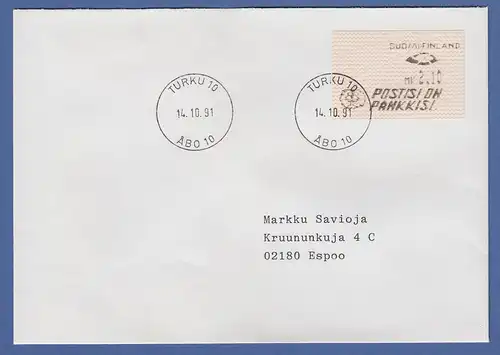 SUOMI FINLAND
MK 2.10
POSTISI ON
PANKKISI.
TURKU 10
14.10.91
ÅBO 10
TURKU 10
14.10.91
ÅBO 10
Markku Savioja
Kruununkuja 4 C
02180 Espoo